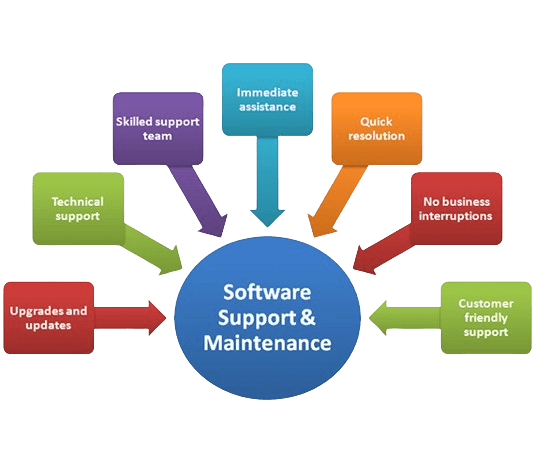 Immediate
assistance
Skilled support
team
Quick
resolution
Technical
support
No business
interruptions
Upgrades and
updates
Software
Support &
Maintenance
Customer
friendly
support